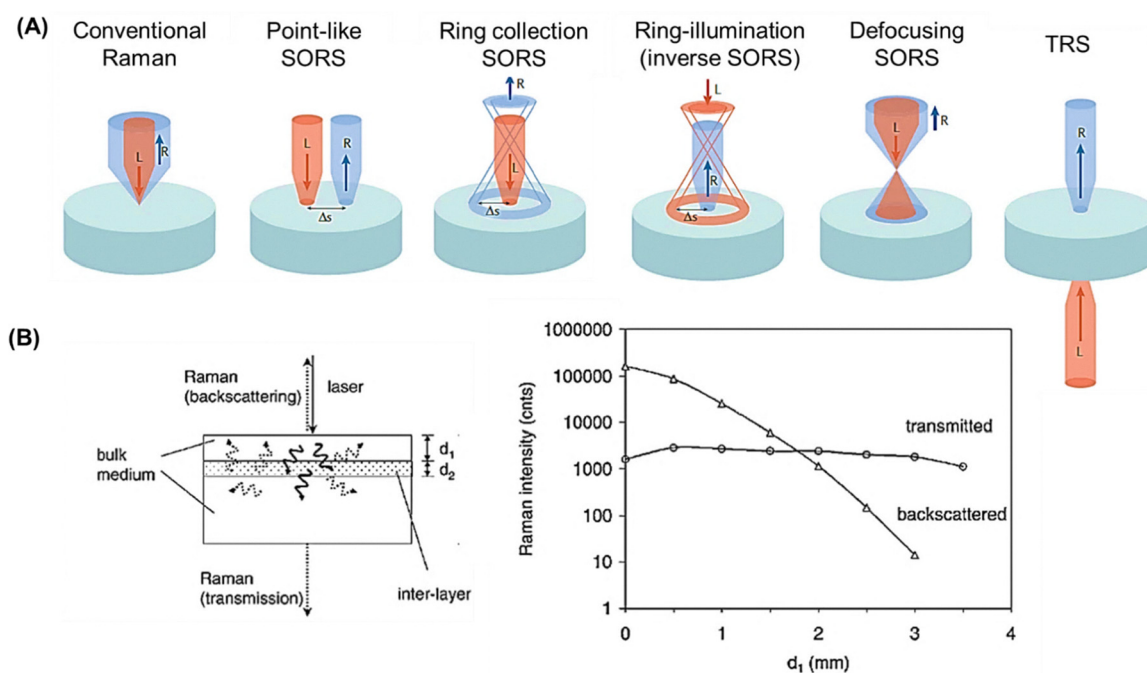 (A)
Conventional
Raman
Point-like
SORS
Ring collection
SORS
Ring-illumination
(inverse SORS)
Defocusing
SORS
TRS
L
R
L
R
Δs
R
L
Δs
L
R
Δs
L
R
R
L
(B)
Raman
(backscattering)
laser
bulk
medium
d₁
d₂
Raman
(transmission)
inter-layer
Raman intensity (cnts)
1000000
100000
10000
1000
100
10
1
transmitted
backscattered
0
1
2
3
4
d₁ (mm)